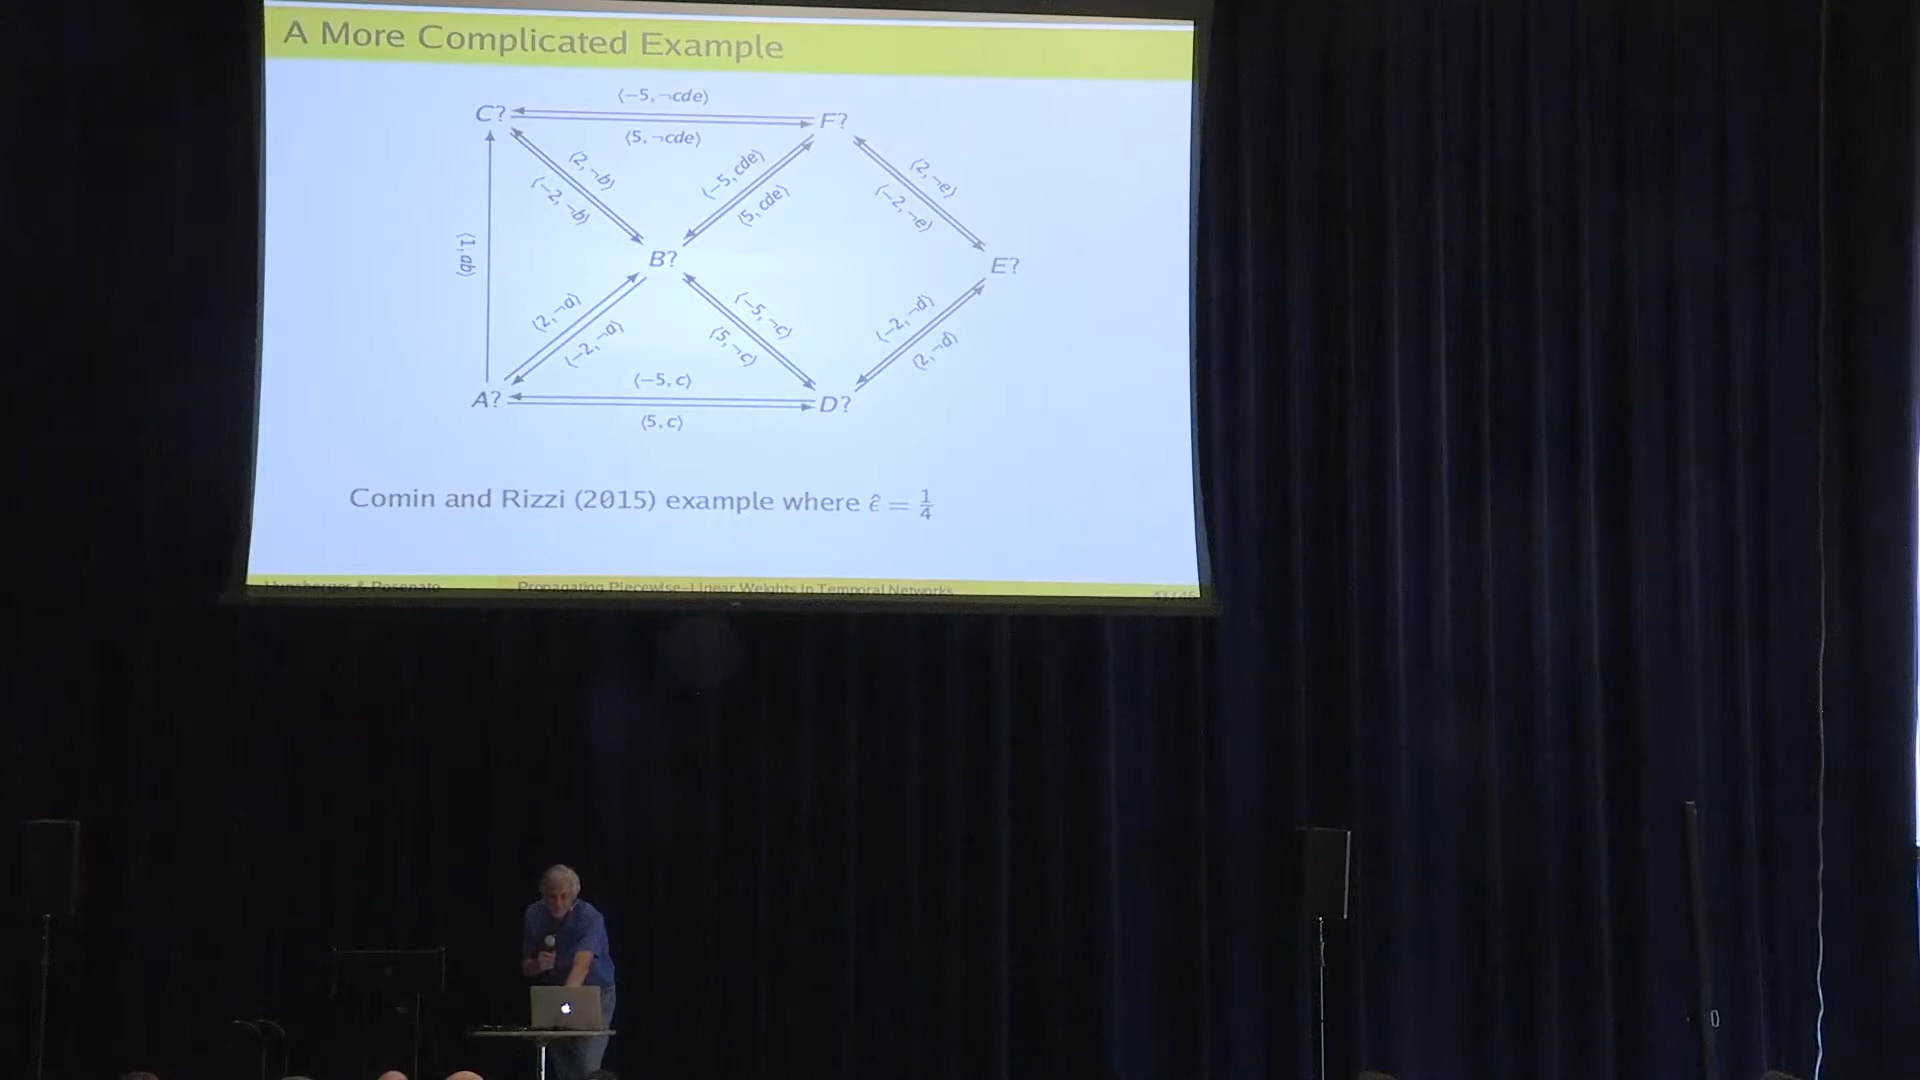 A More Complicated Example
⟨−5, ¬cde⟩
C? F?
⟨5, ¬cde⟩
⟨2, ¬b⟩
⟨−2, ¬b⟩
⟨−5, cde⟩
⟨5, cde⟩
⟨2, ¬e⟩
⟨−2, ¬e⟩
⟨1, ab⟩
B?
E?
⟨2, ¬a⟩
⟨−2, ¬a⟩
⟨−5, ¬c⟩
⟨5, ¬c⟩
⟨−2, ¬d⟩
⟨2, ¬d⟩
⟨−5, c⟩
A? D?
⟨5, c⟩
Comin and Rizzi (2015) example where ε̂ = 1/4
Hunsberger & Posenato Propagating Piecewise-Linear Weights in Temporal Networks